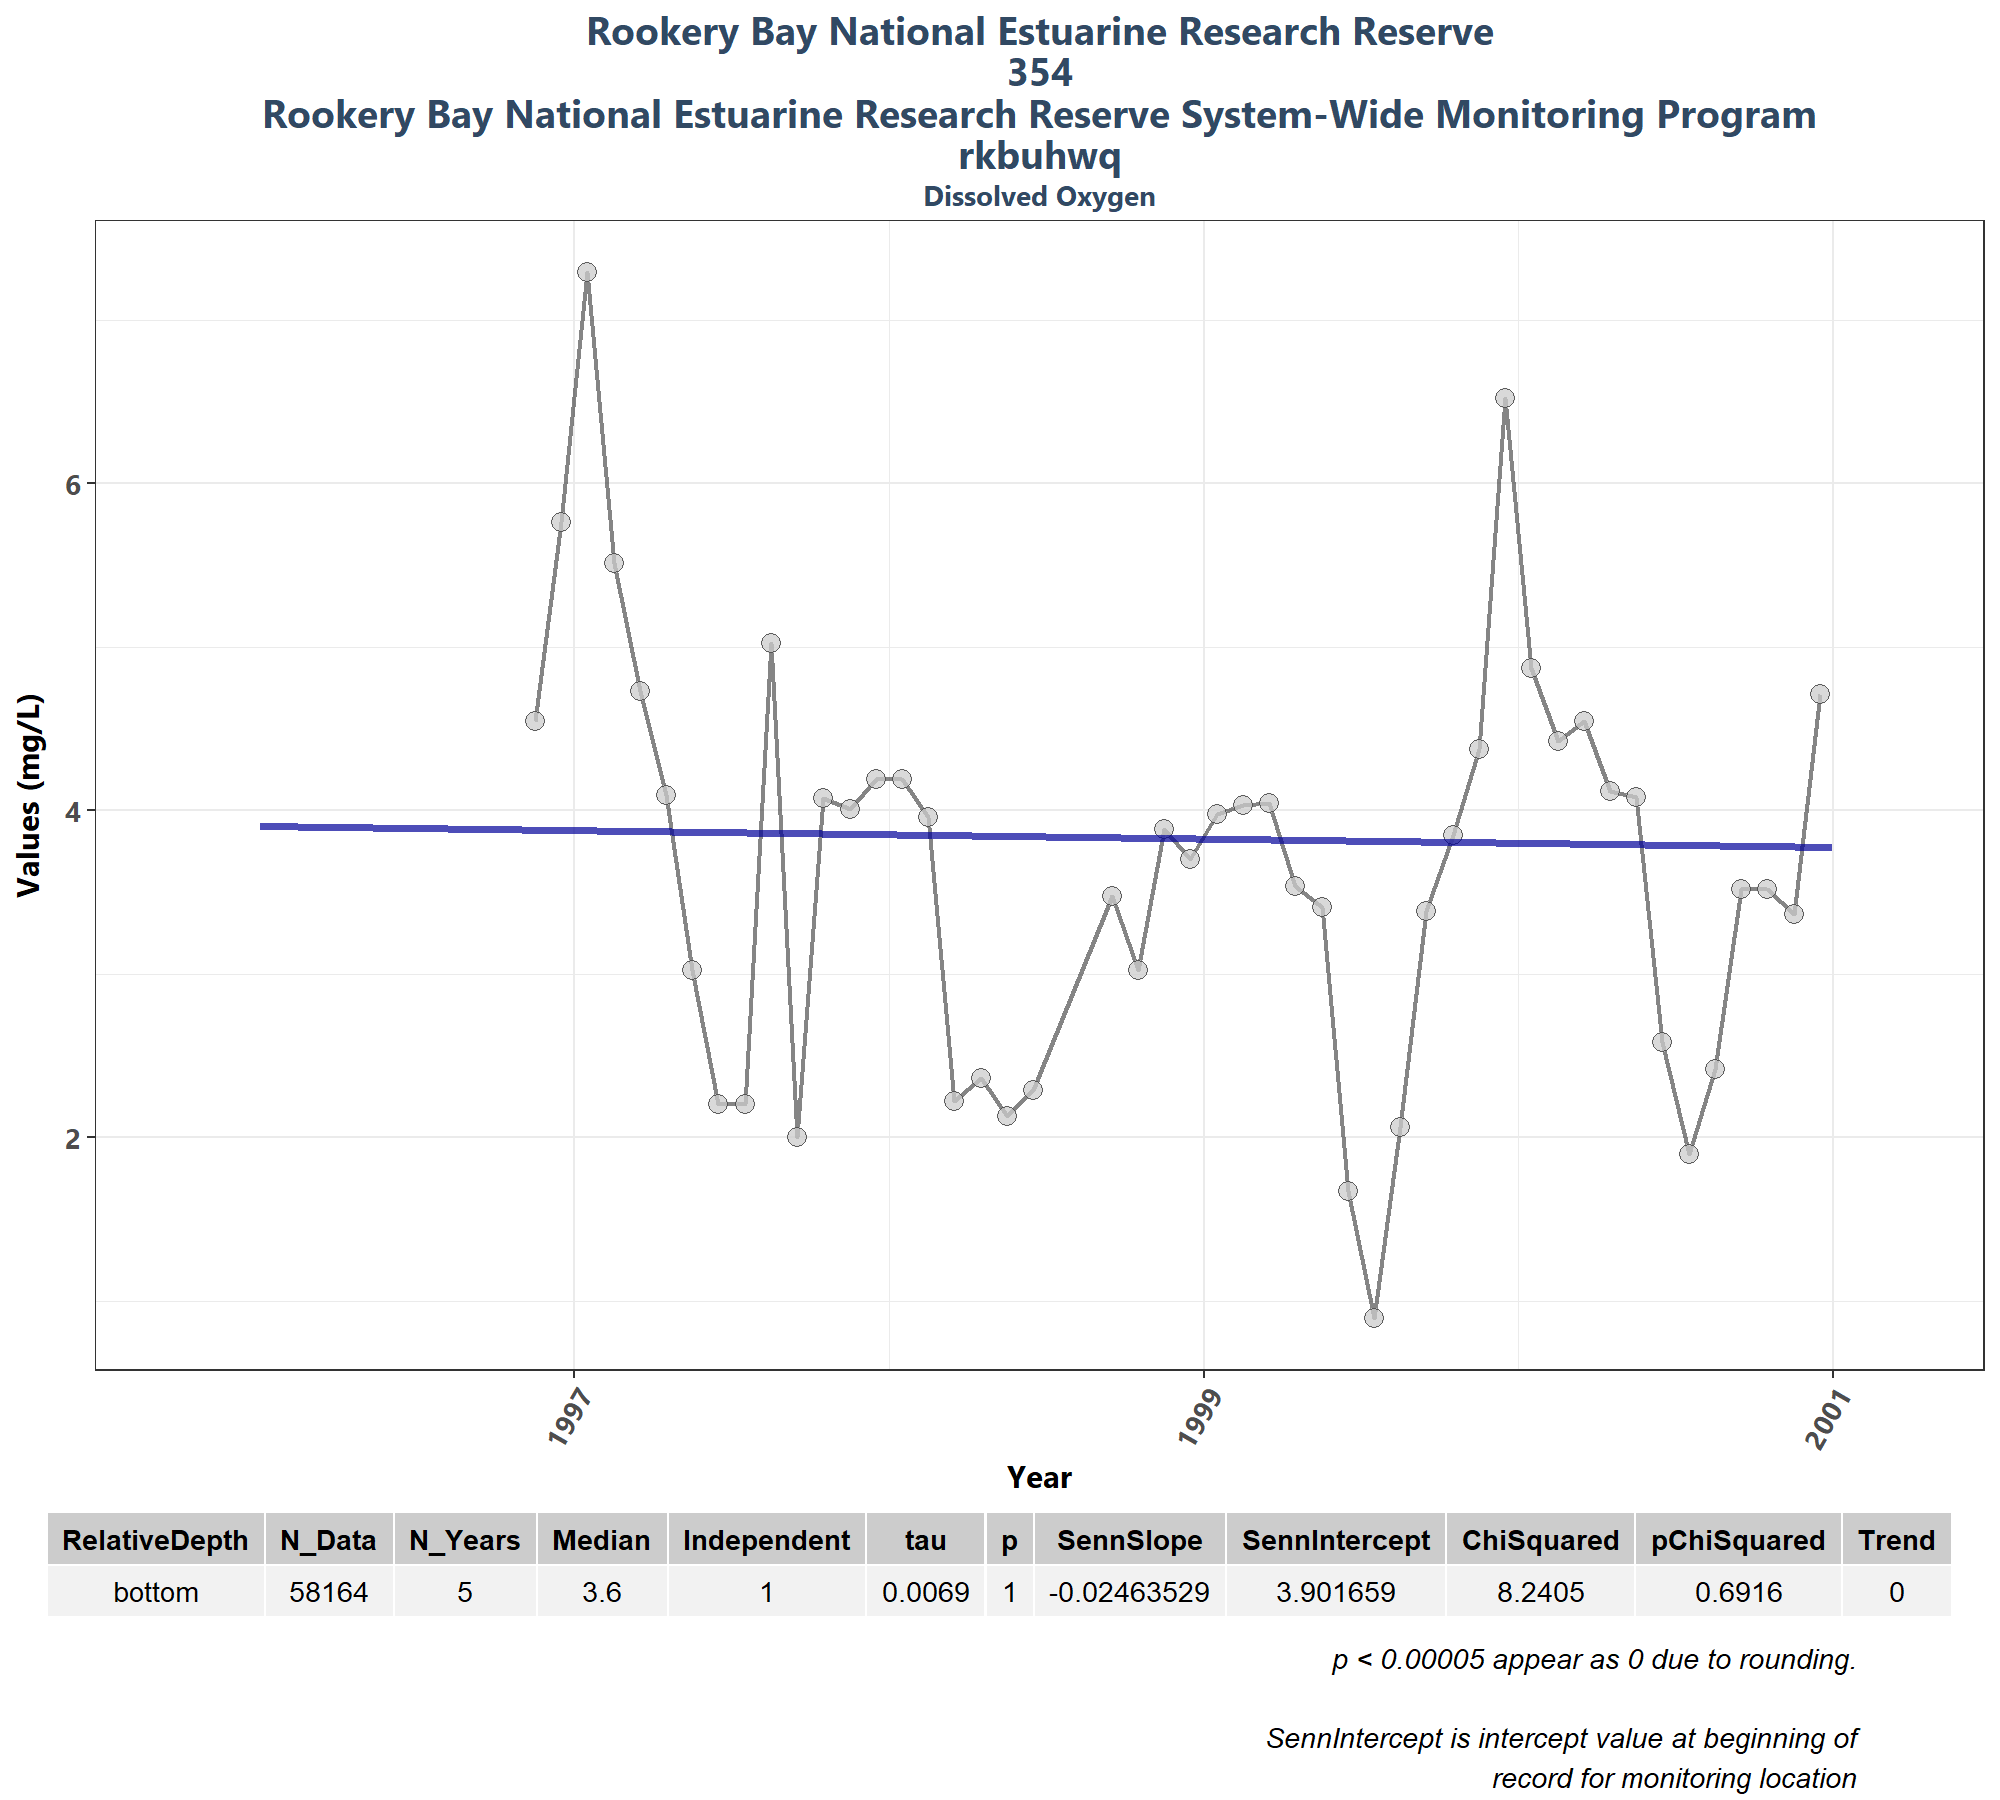 Rookery Bay National Estuarine Research Reserve
354
Rookery Bay National Estuarine Research Reserve System-Wide Monitoring Program
rkbuhwq
Dissolved Oxygen
Values (mg/L)
6
4
2
1997
1999
2001
Year
RelativeDepth N_Data N_Years Median Independent tau p SennSlope SennIntercept ChiSquared pChiSquared Trend
bottom 58164 5 3.6 1 0.0069 1 -0.02463529 3.901659 8.2405 0.6916 0
p < 0.00005 appear as 0 due to rounding.
SennIntercept is intercept value at beginning of
record for monitoring location